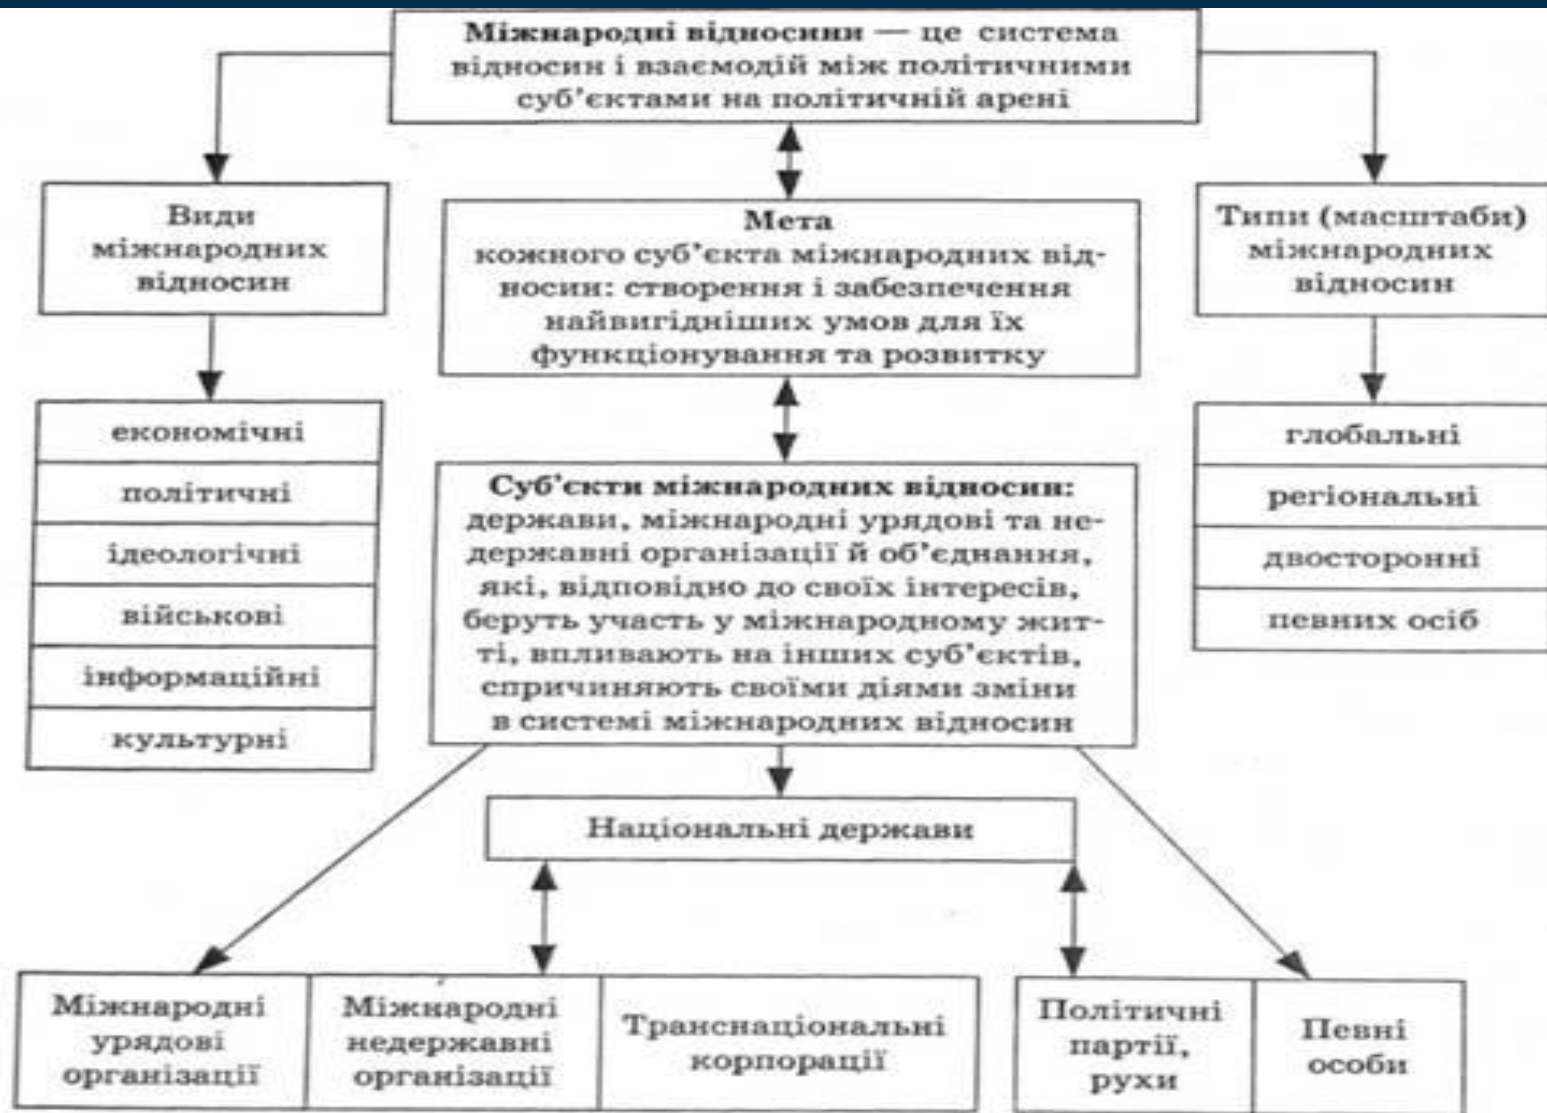 Міжнародні відносини — це система
відносин і взаємодій між політичними
суб’єктами на політичній арені
Види
міжнародних
відносин
Мета
кожного суб’єкта міжнародних від-
носин: створення і забезпечення
найвигідніших умов для їх
функціонування та розвитку
Типи (масштаби)
міжнародних
відносин
економічні
політичні
ідеологічні
військові
інформаційні
культурні
Суб’єкти міжнародних відносин:
держави, міжнародні урядові та не-
державні організації й об’єднання,
які, відповідно до своїх інтересів,
беруть участь у міжнародному жит-
ті, впливають на інших суб’єктів,
спричиняють своїми діями зміни
в системі міжнародних відносин
глобальні
регіональні
двосторонні
певних осіб
Національні держави
Міжнародні
урядові
організації
Міжнародні
недержавні
організації
Транснаціональні
корпорації
Політичні
партії,
рухи
Певні
особи